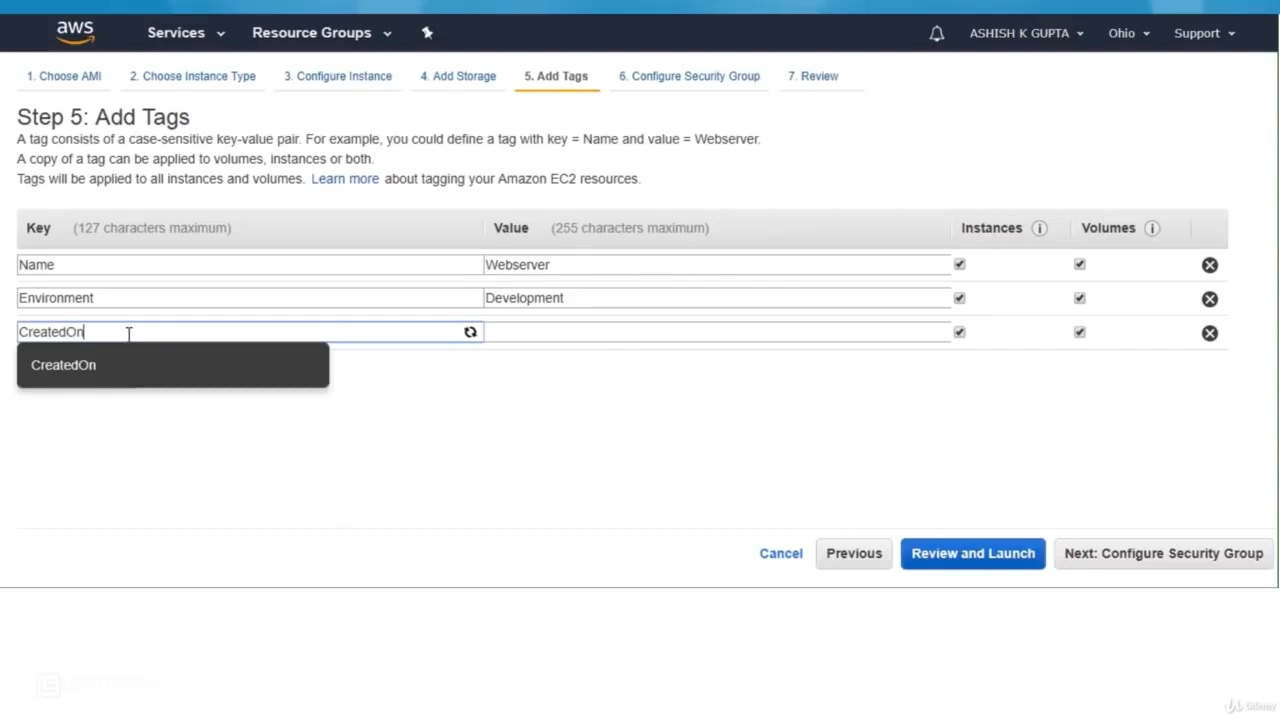 aws Services Resource Groups ASHISH K GUPTA Ohio Support
1. Choose AMI 2. Choose Instance Type 3. Configure Instance 4. Add Storage 5. Add Tags 6. Configure Security Group 7. Review
Step 5: Add Tags
A tag consists of a case-sensitive key-value pair. For example, you could define a tag with key = Name and value = Webserver.
A copy of a tag can be applied to volumes, instances or both.
Tags will be applied to all instances and volumes. Learn more about tagging your Amazon EC2 resources.
Key (127 characters maximum) Value (255 characters maximum) Instances i Volumes i
Name Webserver
Environment Development
CreatedOn
CreatedOn
Cancel Previous Review and Launch Next: Configure Security Group
Udemy